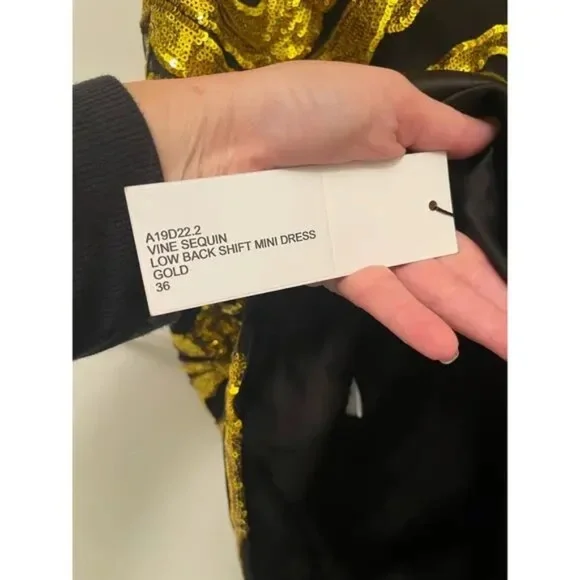 A19D22.2
VINE SEQUIN
LOW BACK SHIFT MINI DRESS
GOLD
36